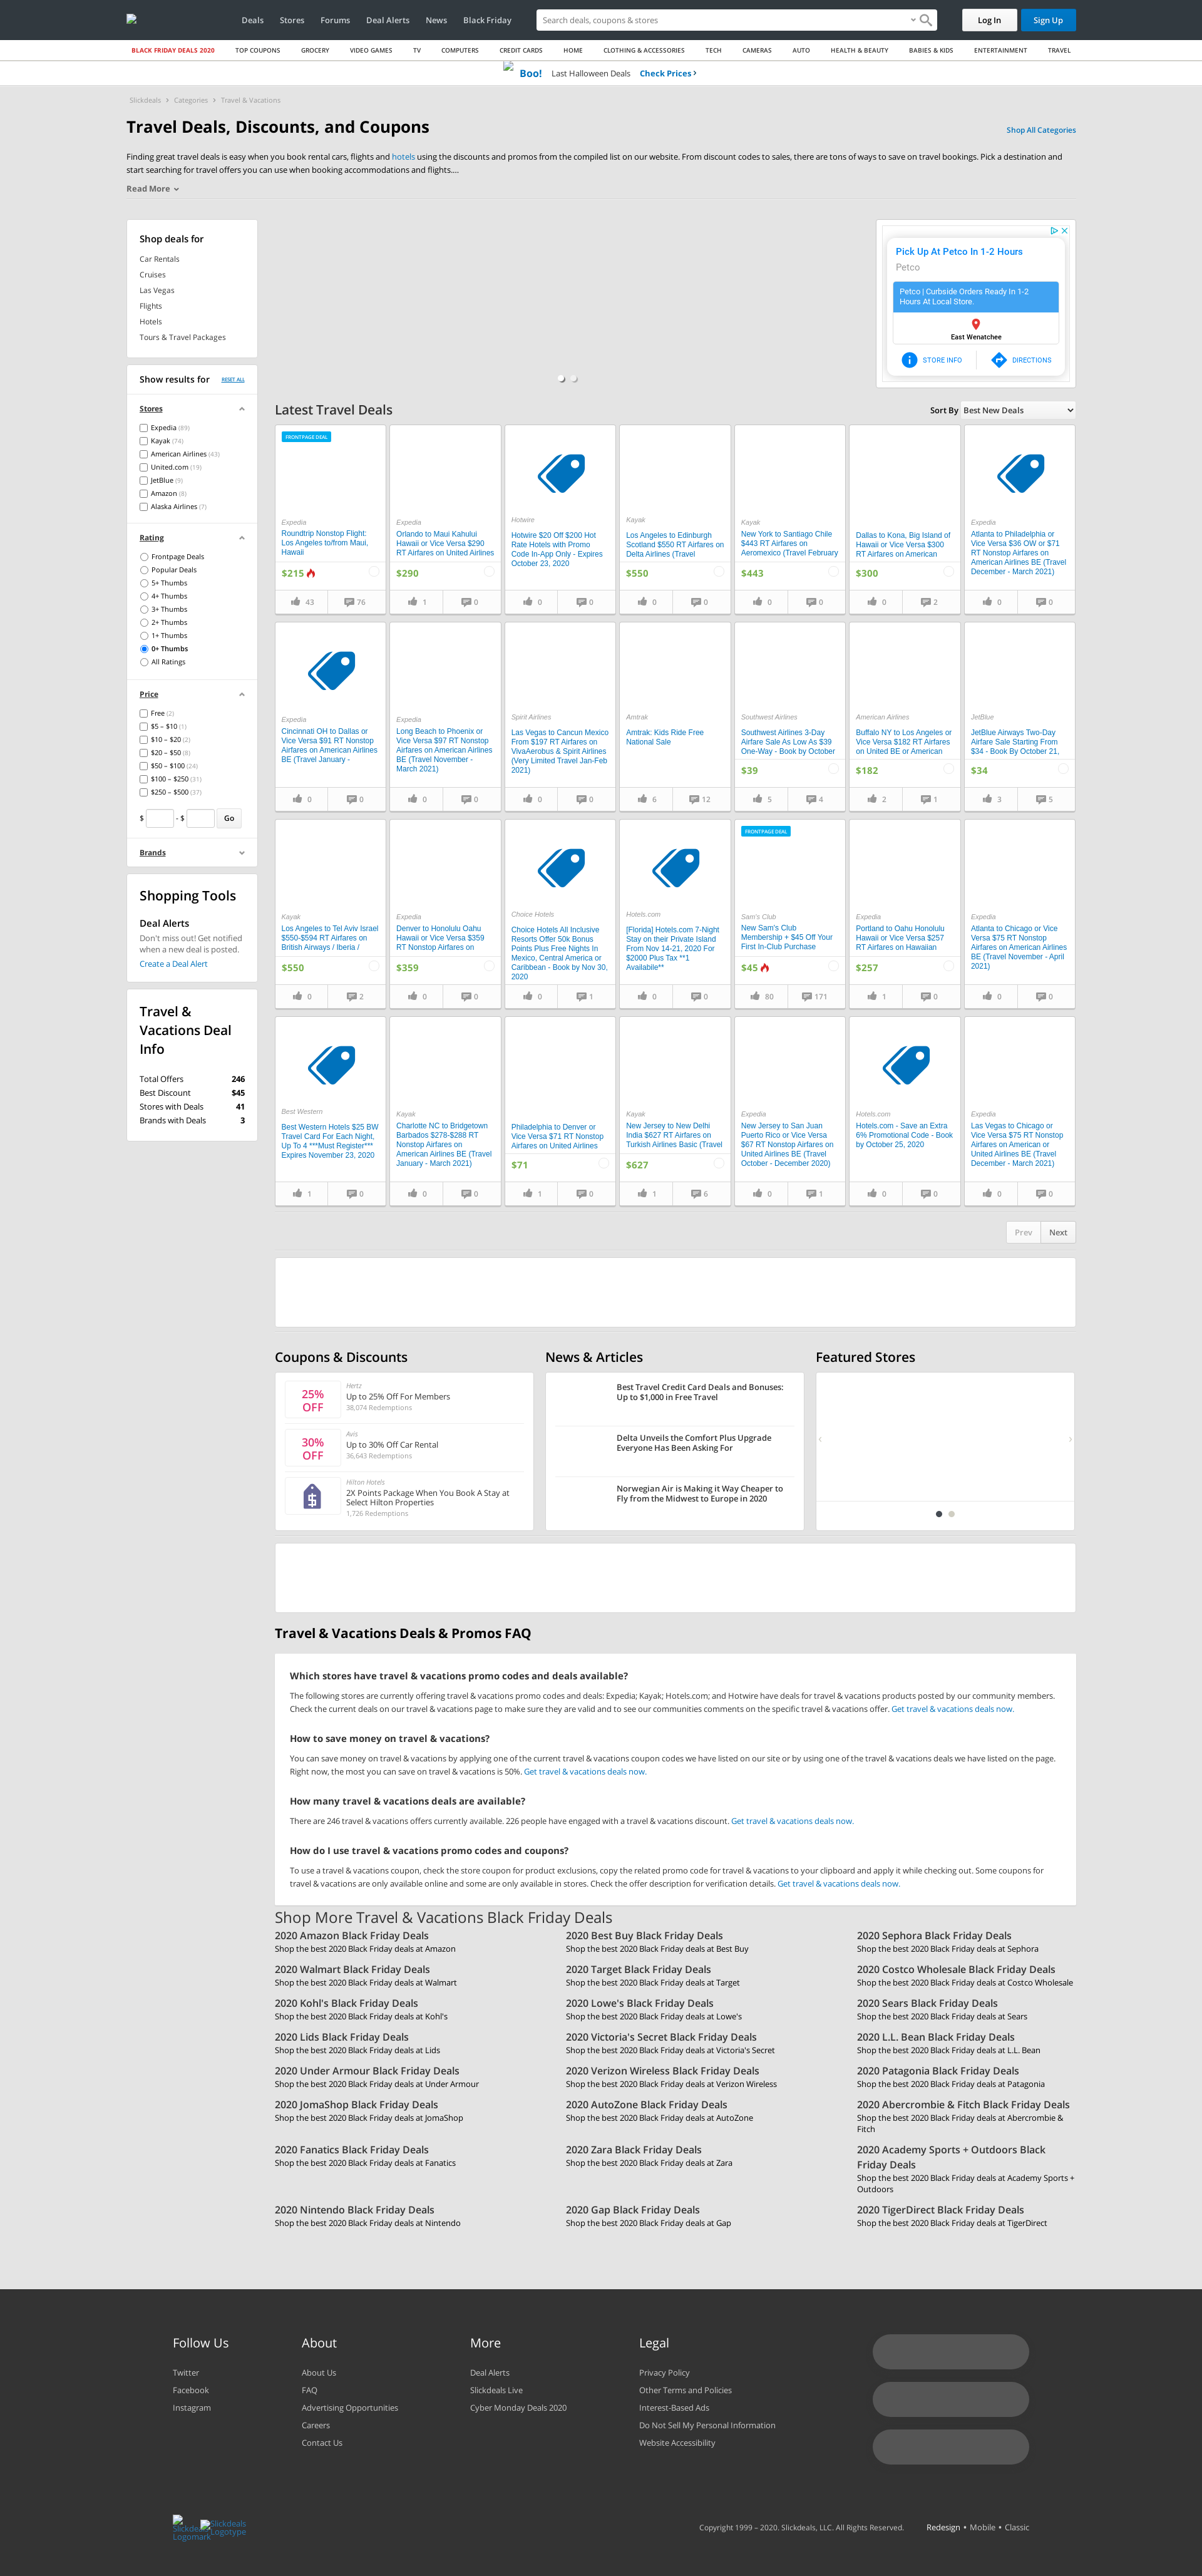 Deals Stores Forums Deal Alerts News Black Friday
Search deals, coupons & stores
Log In
Sign Up
BLACK FRIDAY DEALS 2020 TOP COUPONS GROCERY VIDEO GAMES TV COMPUTERS CREDIT CARDS HOME CLOTHING & ACCESSORIES TECH CAMERAS AUTO HEALTH & BEAUTY BABIES & KIDS ENTERTAINMENT TRAVEL
Boo! Last Halloween Deals Check Prices
Slickdeals Categories Travel & Vacations
Travel Deals, Discounts, and Coupons
Shop All Categories
Finding great travel deals is easy when you book rental cars, flights and hotels using the discounts and promos from the compiled list on our website. From discount codes to sales, there are tons of ways to save on travel bookings. Pick a destination and
start searching for travel offers you can use when booking accommodations and flights....
Read More
Shop deals for
Car Rentals
Cruises
Las Vegas
Flights
Hotels
Tours & Travel Packages
Pick Up At Petco In 1-2 Hours
Petco
Petco | Curbside Orders Ready In 1-2
Hours At Local Store.
East Wenatchee
STORE INFO
DIRECTIONS
Show results for RESET ALL
Stores
Expedia (89)
Kayak (74)
American Airlines (43)
United.com (19)
JetBlue (9)
Amazon (8)
Alaska Airlines (7)
Rating
Frontpage Deals
Popular Deals
5+ Thumbs
4+ Thumbs
3+ Thumbs
2+ Thumbs
1+ Thumbs
0+ Thumbs
All Ratings
Price
Free (2)
$5 – $10 (1)
$10 – $20 (2)
$20 – $50 (8)
$50 – $100 (24)
$100 – $250 (31)
$250 – $500 (37)
$ - $ Go
Brands
Shopping Tools
Deal Alerts
Don't miss out! Get notified
when a new deal is posted.
Create a Deal Alert
Travel &
Vacations Deal
Info
Total Offers 246
Best Discount $45
Stores with Deals 41
Brands with Deals 3
Latest Travel Deals
Sort By Best New Deals
FRONTPAGE DEAL
Expedia
Roundtrip Nonstop Flight:
Los Angeles to/from Maui,
Hawaii
$215
43 76
Expedia
Orlando to Maui Kahului
Hawaii or Vice Versa $290
RT Airfares on United Airlines
$290
1 0
Hotwire
Hotwire $20 Off $200 Hot
Rate Hotels with Promo
Code In-App Only - Expires
October 23, 2020
0 0
Kayak
Los Angeles to Edinburgh
Scotland $550 RT Airfares on
Delta Airlines (Travel
$550
0 0
Kayak
New York to Santiago Chile
$443 RT Airfares on
Aeromexico (Travel February
$443
0 0
Dallas to Kona, Big Island of
Hawaii or Vice Versa $300
RT Airfares on American
$300
0 2
Expedia
Atlanta to Philadelphia or
Vice Versa $36 OW or $71
RT Nonstop Airfares on
American Airlines BE (Travel
December - March 2021)
0 0
Expedia
Cincinnati OH to Dallas or
Vice Versa $91 RT Nonstop
Airfares on American Airlines
BE (Travel January -
0 0
Expedia
Long Beach to Phoenix or
Vice Versa $97 RT Nonstop
Airfares on American Airlines
BE (Travel November -
March 2021)
0 0
Spirit Airlines
Las Vegas to Cancun Mexico
From $197 RT Airfares on
VivaAerobus & Spirit Airlines
(Very Limited Travel Jan-Feb
2021)
0 0
Amtrak
Amtrak: Kids Ride Free
National Sale
6 12
Southwest Airlines
Southwest Airlines 3-Day
Airfare Sale As Low As $39
One-Way - Book by October
$39
5 4
American Airlines
Buffalo NY to Los Angeles or
Vice Versa $182 RT Airfares
on United BE or American
$182
2 1
JetBlue
JetBlue Airways Two-Day
Airfare Sale Starting From
$34 - Book By October 21,
$34
3 5
Kayak
Los Angeles to Tel Aviv Israel
$550-$594 RT Airfares on
British Airways / Iberia /
$550
0 2
Expedia
Denver to Honolulu Oahu
Hawaii or Vice Versa $359
RT Nonstop Airfares on
$359
0 0
Choice Hotels
Choice Hotels All Inclusive
Resorts Offer 50k Bonus
Points Plus Free Nights In
Mexico, Central America or
Caribbean - Book by Nov 30,
2020
0 1
Hotels.com
[Florida] Hotels.com 7-Night
Stay on their Private Island
From Nov 14-21, 2020 For
$2000 Plus Tax **1
Availabile**
0 0
FRONTPAGE DEAL
Sam's Club
New Sam's Club
Membership + $45 Off Your
First In-Club Purchase
$45
80 171
Expedia
Portland to Oahu Honolulu
Hawaii or Vice Versa $257
RT Airfares on Hawaiian
$257
1 0
Expedia
Atlanta to Chicago or Vice
Versa $75 RT Nonstop
Airfares on American Airlines
BE (Travel November - April
2021)
0 0
Best Western
Best Western Hotels $25 BW
Travel Card For Each Night,
Up To 4 ***Must Register***
Expires November 23, 2020
1 0
Kayak
Charlotte NC to Bridgetown
Barbados $278-$288 RT
Nonstop Airfares on
American Airlines BE (Travel
January - March 2021)
0 0
Philadelphia to Denver or
Vice Versa $71 RT Nonstop
Airfares on United Airlines
$71
1 0
Kayak
New Jersey to New Delhi
India $627 RT Airfares on
Turkish Airlines Basic (Travel
$627
1 6
Expedia
New Jersey to San Juan
Puerto Rico or Vice Versa
$67 RT Nonstop Airfares on
United Airlines BE (Travel
October - December 2020)
0 1
Hotels.com
Hotels.com - Save an Extra
6% Promotional Code - Book
by October 25, 2020
0 0
Expedia
Las Vegas to Chicago or
Vice Versa $75 RT Nonstop
Airfares on American or
United Airlines BE (Travel
December - March 2021)
0 0
Prev Next
Coupons & Discounts
25%
OFF
Hertz
Up to 25% Off For Members
38,074 Redemptions
30%
OFF
Avis
Up to 30% Off Car Rental
36,643 Redemptions
Hilton Hotels
2X Points Package When You Book A Stay at
Select Hilton Properties
1,726 Redemptions
News & Articles
Best Travel Credit Card Deals and Bonuses:
Up to $1,000 in Free Travel
Delta Unveils the Comfort Plus Upgrade
Everyone Has Been Asking For
Norwegian Air is Making it Way Cheaper to
Fly from the Midwest to Europe in 2020
Featured Stores
Travel & Vacations Deals & Promos FAQ
Which stores have travel & vacations promo codes and deals available?
The following stores are currently offering travel & vacations promo codes and deals: Expedia; Kayak; Hotels.com; and Hotwire have deals for travel & vacations products posted by our community members.
Check the current deals on our travel & vacations page to make sure they are valid and to see our communities comments on the specific travel & vacations offer. Get travel & vacations deals now.
How to save money on travel & vacations?
You can save money on travel & vacations by applying one of the current travel & vacations coupon codes we have listed on our site or by using one of the travel & vacations deals we have listed on the page.
Right now, the most you can save on travel & vacations is 50%. Get travel & vacations deals now.
How many travel & vacations deals are available?
There are 246 travel & vacations offers currently available. 226 people have engaged with a travel & vacations discount. Get travel & vacations deals now.
How do I use travel & vacations promo codes and coupons?
To use a travel & vacations coupon, check the store coupon for product exclusions, copy the related promo code for travel & vacations to your clipboard and apply it while checking out. Some coupons for
travel & vacations are only available online and some are only available in stores. Check the offer description for verification details. Get travel & vacations deals now.
Shop More Travel & Vacations Black Friday Deals
2020 Amazon Black Friday Deals
Shop the best 2020 Black Friday deals at Amazon
2020 Best Buy Black Friday Deals
Shop the best 2020 Black Friday deals at Best Buy
2020 Sephora Black Friday Deals
Shop the best 2020 Black Friday deals at Sephora
2020 Walmart Black Friday Deals
Shop the best 2020 Black Friday deals at Walmart
2020 Target Black Friday Deals
Shop the best 2020 Black Friday deals at Target
2020 Costco Wholesale Black Friday Deals
Shop the best 2020 Black Friday deals at Costco Wholesale
2020 Kohl's Black Friday Deals
Shop the best 2020 Black Friday deals at Kohl's
2020 Lowe's Black Friday Deals
Shop the best 2020 Black Friday deals at Lowe's
2020 Sears Black Friday Deals
Shop the best 2020 Black Friday deals at Sears
2020 Lids Black Friday Deals
Shop the best 2020 Black Friday deals at Lids
2020 Victoria's Secret Black Friday Deals
Shop the best 2020 Black Friday deals at Victoria's Secret
2020 L.L. Bean Black Friday Deals
Shop the best 2020 Black Friday deals at L.L. Bean
2020 Under Armour Black Friday Deals
Shop the best 2020 Black Friday deals at Under Armour
2020 Verizon Wireless Black Friday Deals
Shop the best 2020 Black Friday deals at Verizon Wireless
2020 Patagonia Black Friday Deals
Shop the best 2020 Black Friday deals at Patagonia
2020 JomaShop Black Friday Deals
Shop the best 2020 Black Friday deals at JomaShop
2020 AutoZone Black Friday Deals
Shop the best 2020 Black Friday deals at AutoZone
2020 Abercrombie & Fitch Black Friday Deals
Shop the best 2020 Black Friday deals at Abercrombie &
Fitch
2020 Fanatics Black Friday Deals
Shop the best 2020 Black Friday deals at Fanatics
2020 Zara Black Friday Deals
Shop the best 2020 Black Friday deals at Zara
2020 Academy Sports + Outdoors Black
Friday Deals
Shop the best 2020 Black Friday deals at Academy Sports +
Outdoors
2020 Nintendo Black Friday Deals
Shop the best 2020 Black Friday deals at Nintendo
2020 Gap Black Friday Deals
Shop the best 2020 Black Friday deals at Gap
2020 TigerDirect Black Friday Deals
Shop the best 2020 Black Friday deals at TigerDirect
Follow Us
Twitter
Facebook
Instagram
About
About Us
FAQ
Advertising Opportunities
Careers
Contact Us
More
Deal Alerts
Slickdeals Live
Cyber Monday Deals 2020
Legal
Privacy Policy
Other Terms and Policies
Interest-Based Ads
Do Not Sell My Personal Information
Website Accessibility
Slickdeals
Logomark
Slickdeals
Logotype
Copyright 1999 – 2020. Slickdeals, LLC. All Rights Reserved.
Redesign • Mobile • Classic